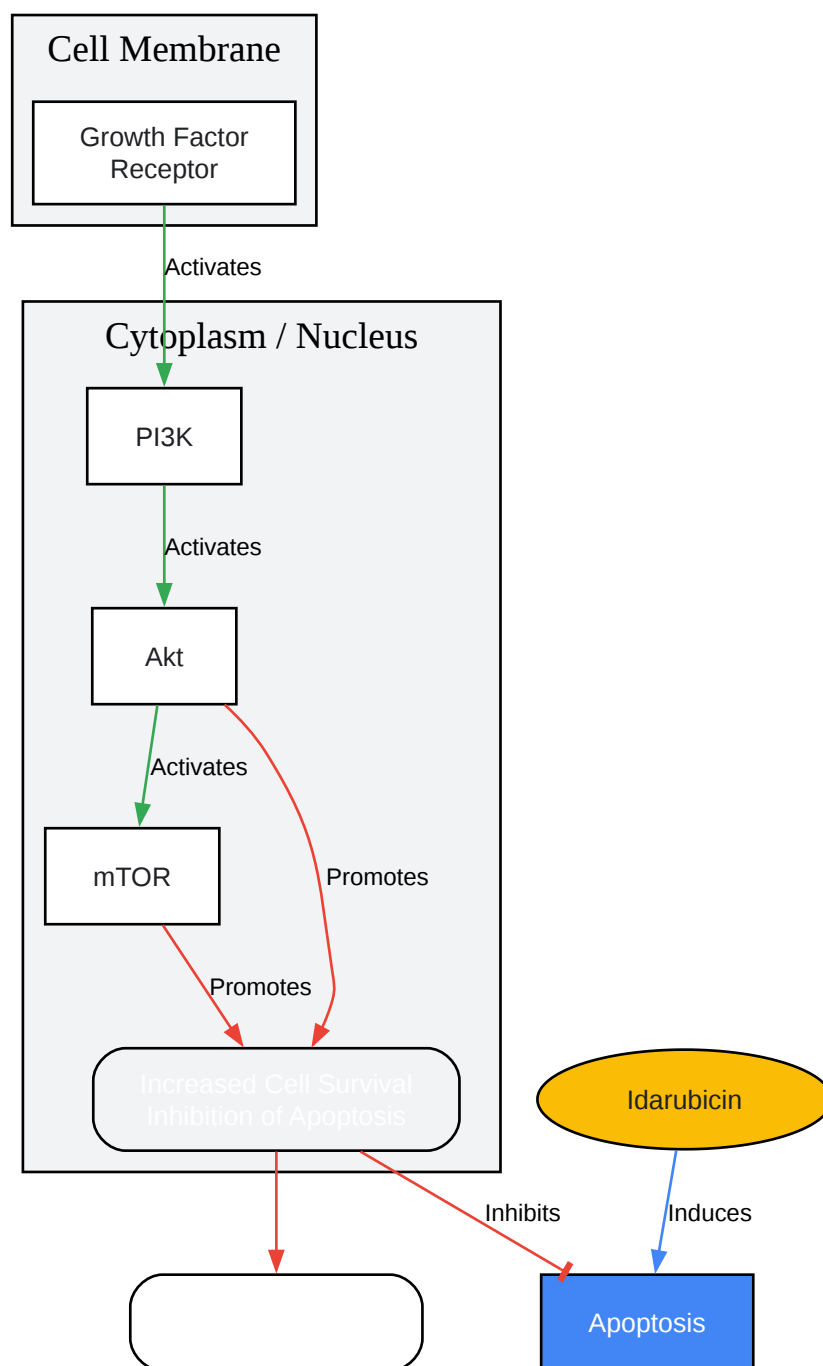 Cell Membrane
Growth Factor
Receptor
Activates
Cytoplasm / Nucleus
PI3K
Activates
Akt
Activates
mTOR
Promotes
Promotes
Increased Cell Survival
Inhibition of Apoptosis
Idarubicin
Inhibits
Induces
Apoptosis